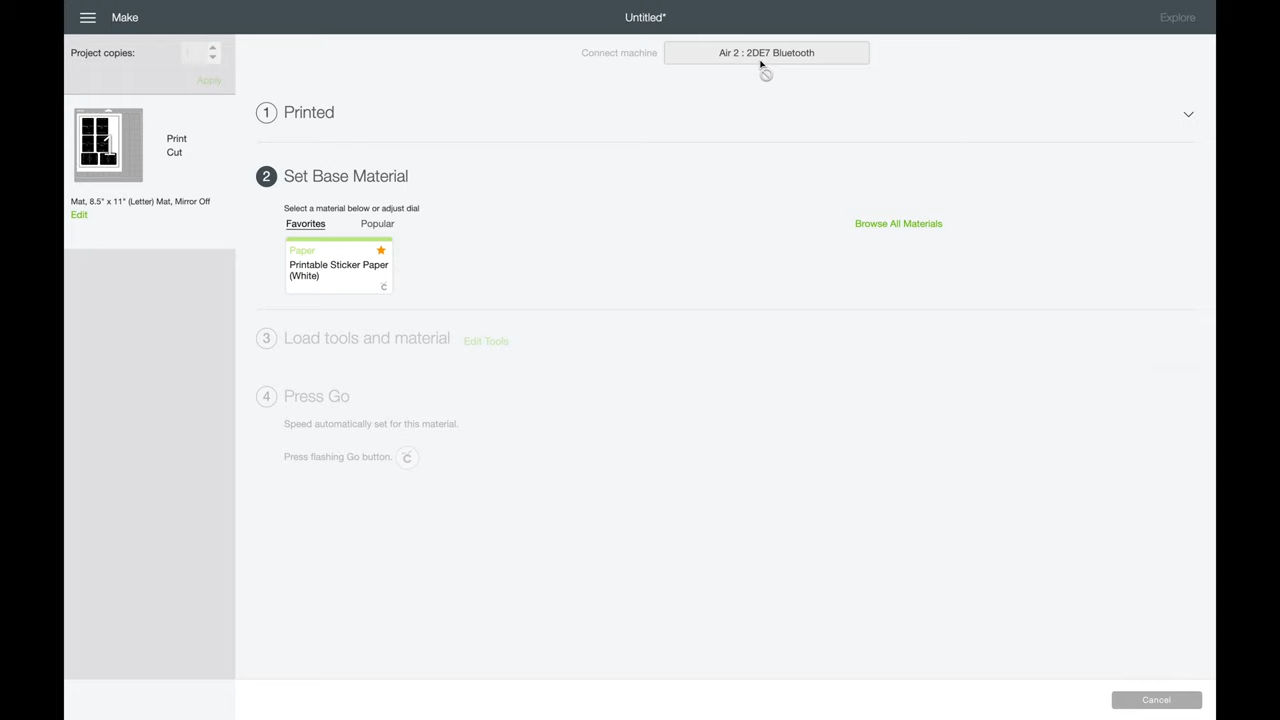 Make
Untitled*
Explore
Project copies:
Apply
Connect machine
Air 2 : 2DE7 Bluetooth
1 Printed
Print
Cut
Mat, 8.5" x 11" (Letter) Mat, Mirror Off
Edit
2 Set Base Material
Select a material below or adjust dial
Favorites Popular
Browse All Materials
Paper
Printable Sticker Paper
(White)
3 Load tools and material Edit Tools
4 Press Go
Speed automatically set for this material.
Press flashing Go button.
Cancel